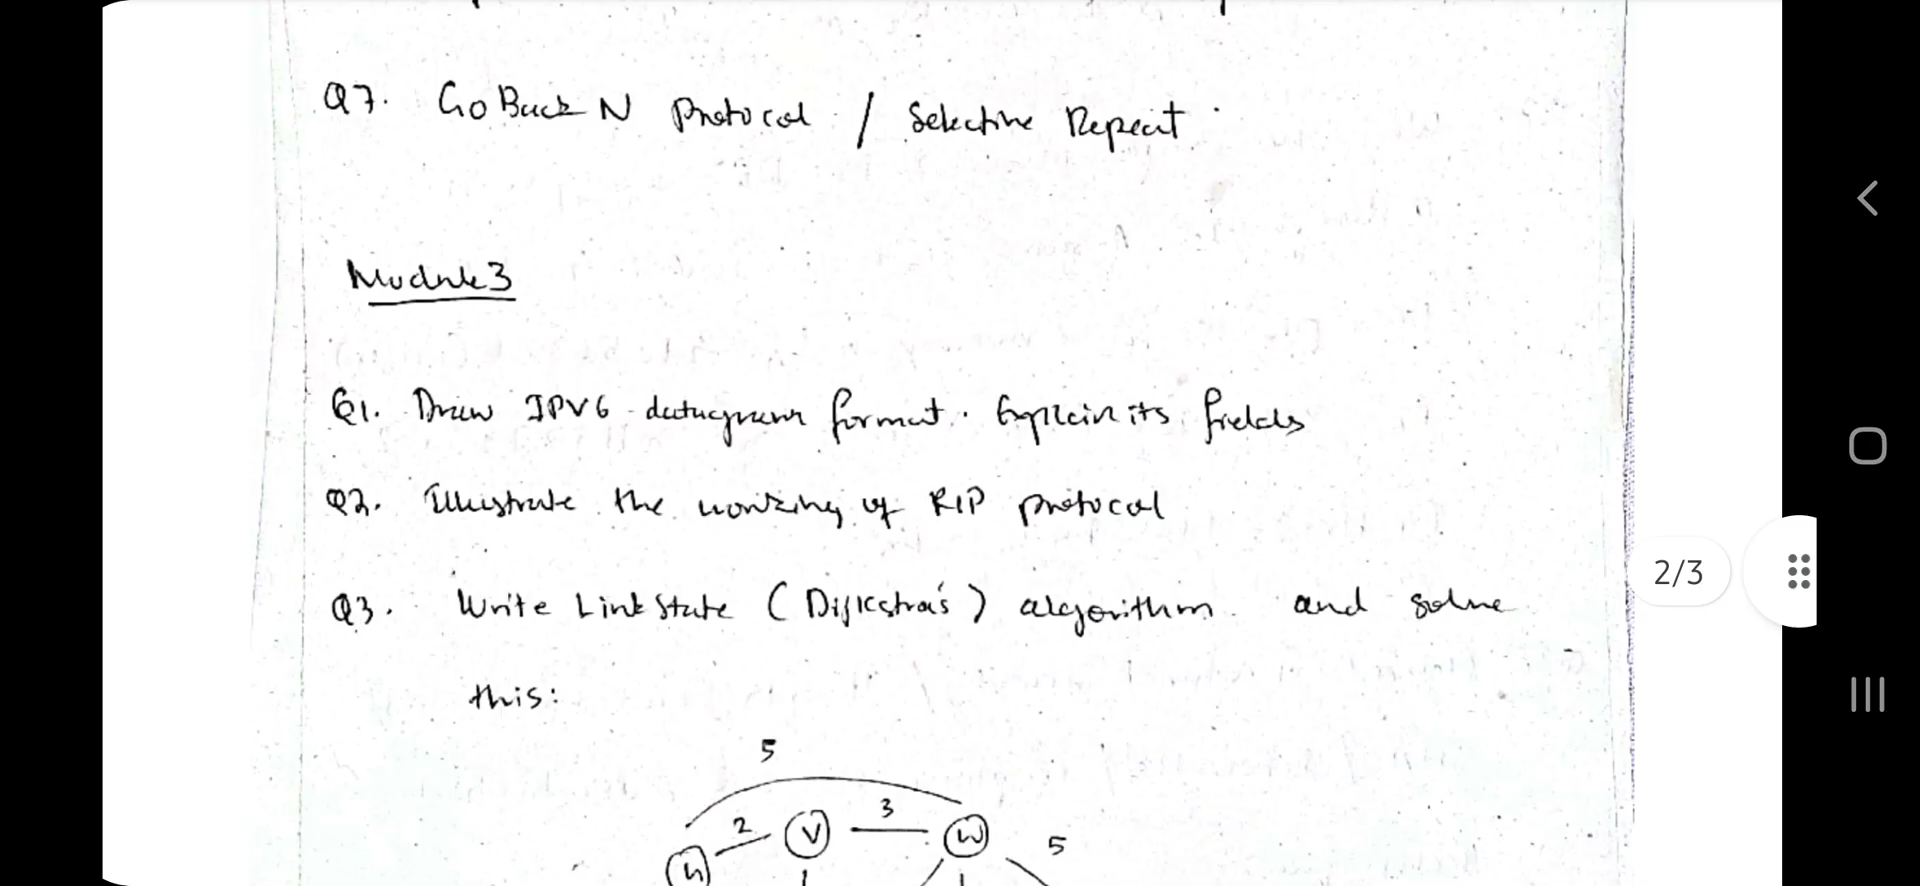 Q7. Go Back N Protocol / Selective Repeat.
Module 3
Q1. Draw IPV6 datagram format. Explain its fields
Q2. Illustrate the working of RIP protocol
Q3. Write Link State (Dijkstra's) algorithm and solve
this:
5
2 V 3 W 5
u
2/3